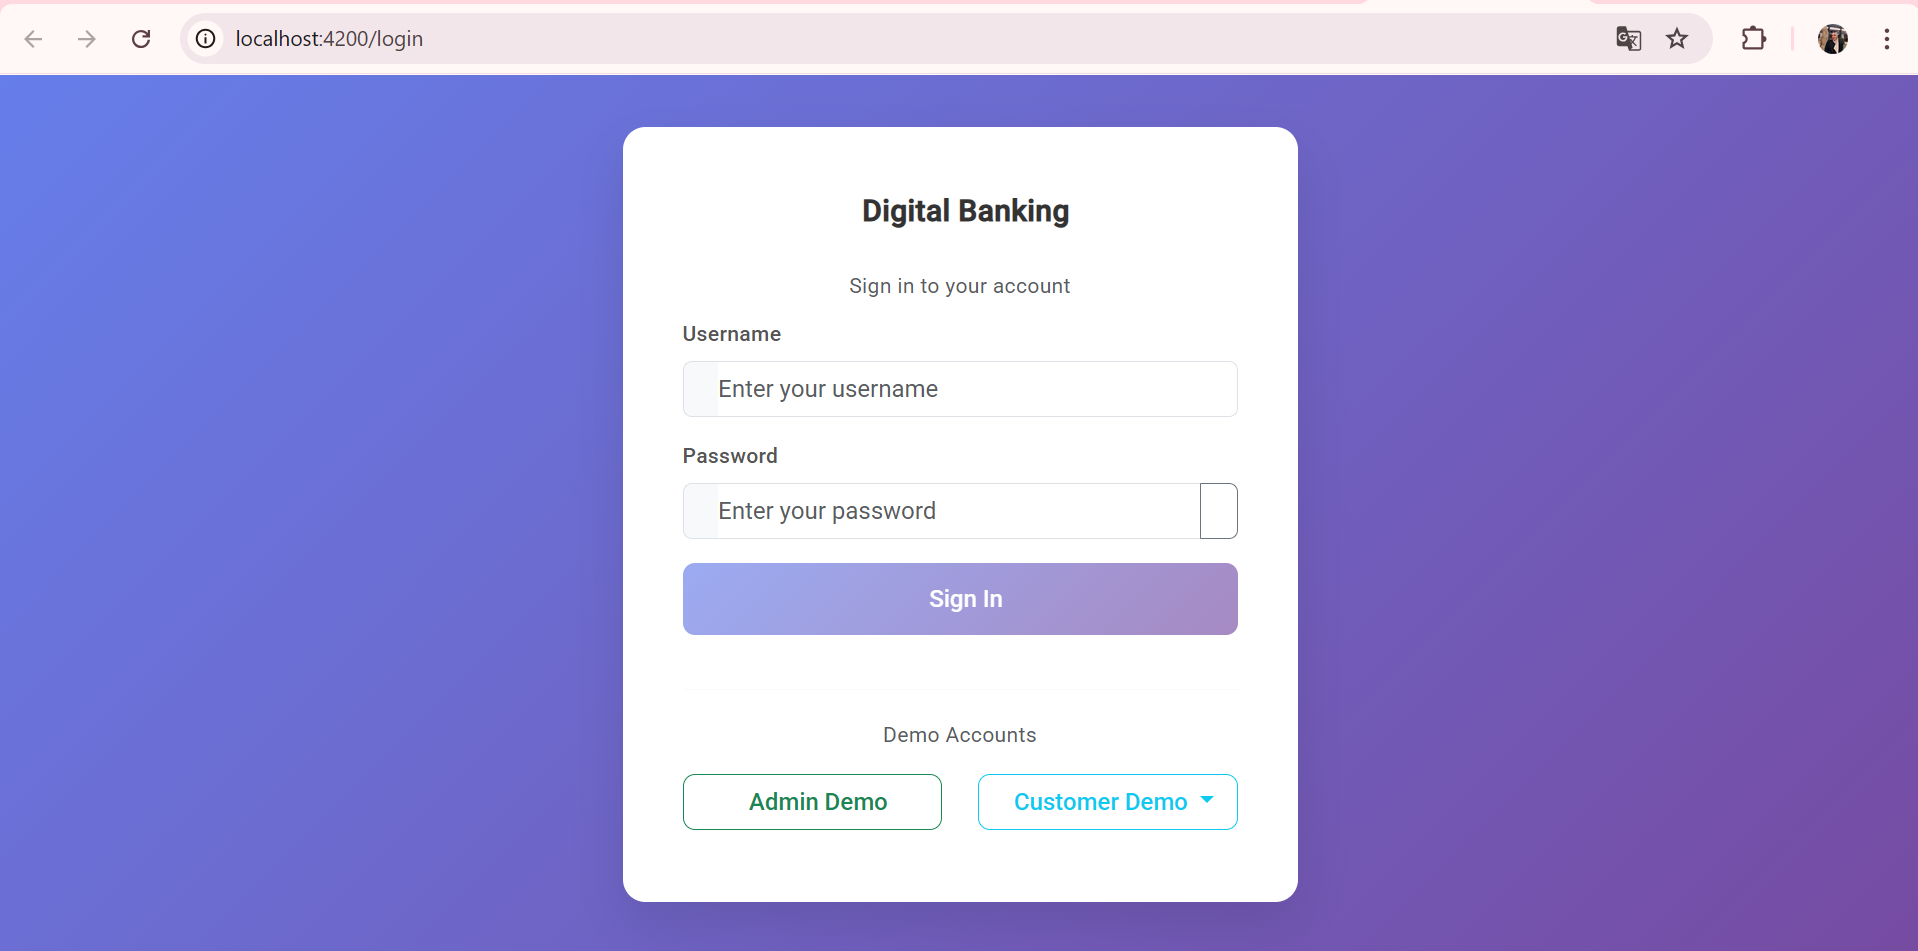 localhost:4200/login
Digital Banking
Sign in to your account
Username
Enter your username
Password
Enter your password
Sign In
Demo Accounts
Admin Demo
Customer Demo